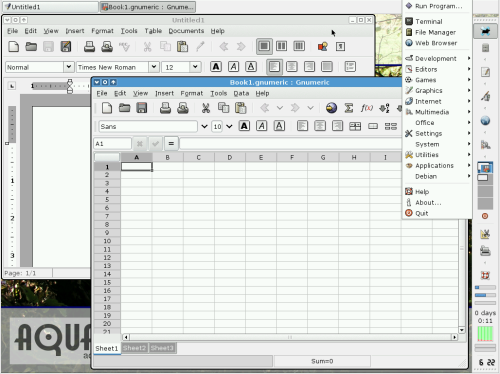 Untitled1
Book1.gnumeric : Gnume...
Untitled1
File Edit View Insert Format Tools Table Documents Help
Normal
Times New Roman
12
Page: 1/1
Book1.gnumeric : Gnumeric
File Edit View Insert Format Tools Data Help
Sans
10
A1
A B C D E F G H I
1
2
3
4
5
6
7
8
9
10
11
12
13
14
15
16
17
18
19
20
21
Sheet1 Sheet2 Sheet3
Sum=0
Run Program...
Terminal
File Manager
Web Browser
Development
Editors
Games
Graphics
Internet
Multimedia
Office
Settings
System
Utilities
Applications
Debian
Help
About...
Quit
0 days
0:11
6 22
AQUA